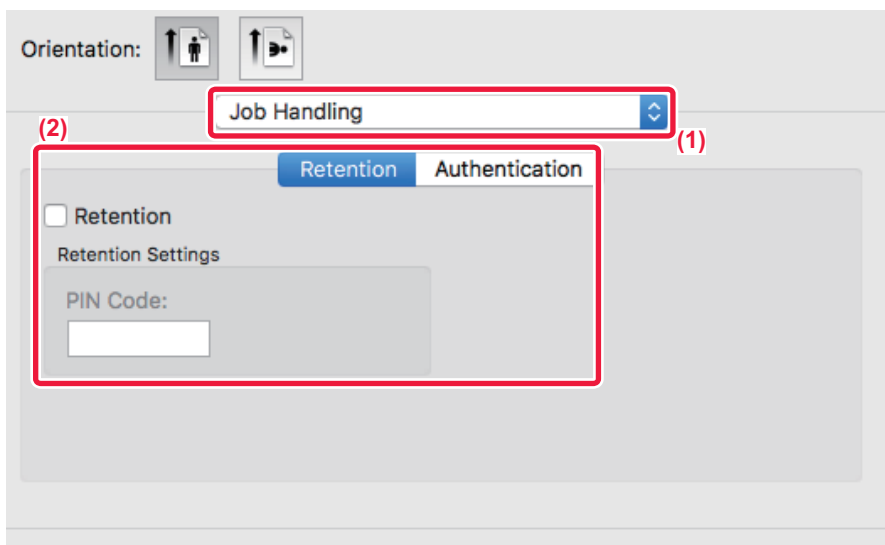 Orientation:
Job Handling
(1)
(2)
Retention Authentication
Retention
Retention Settings
PIN Code: